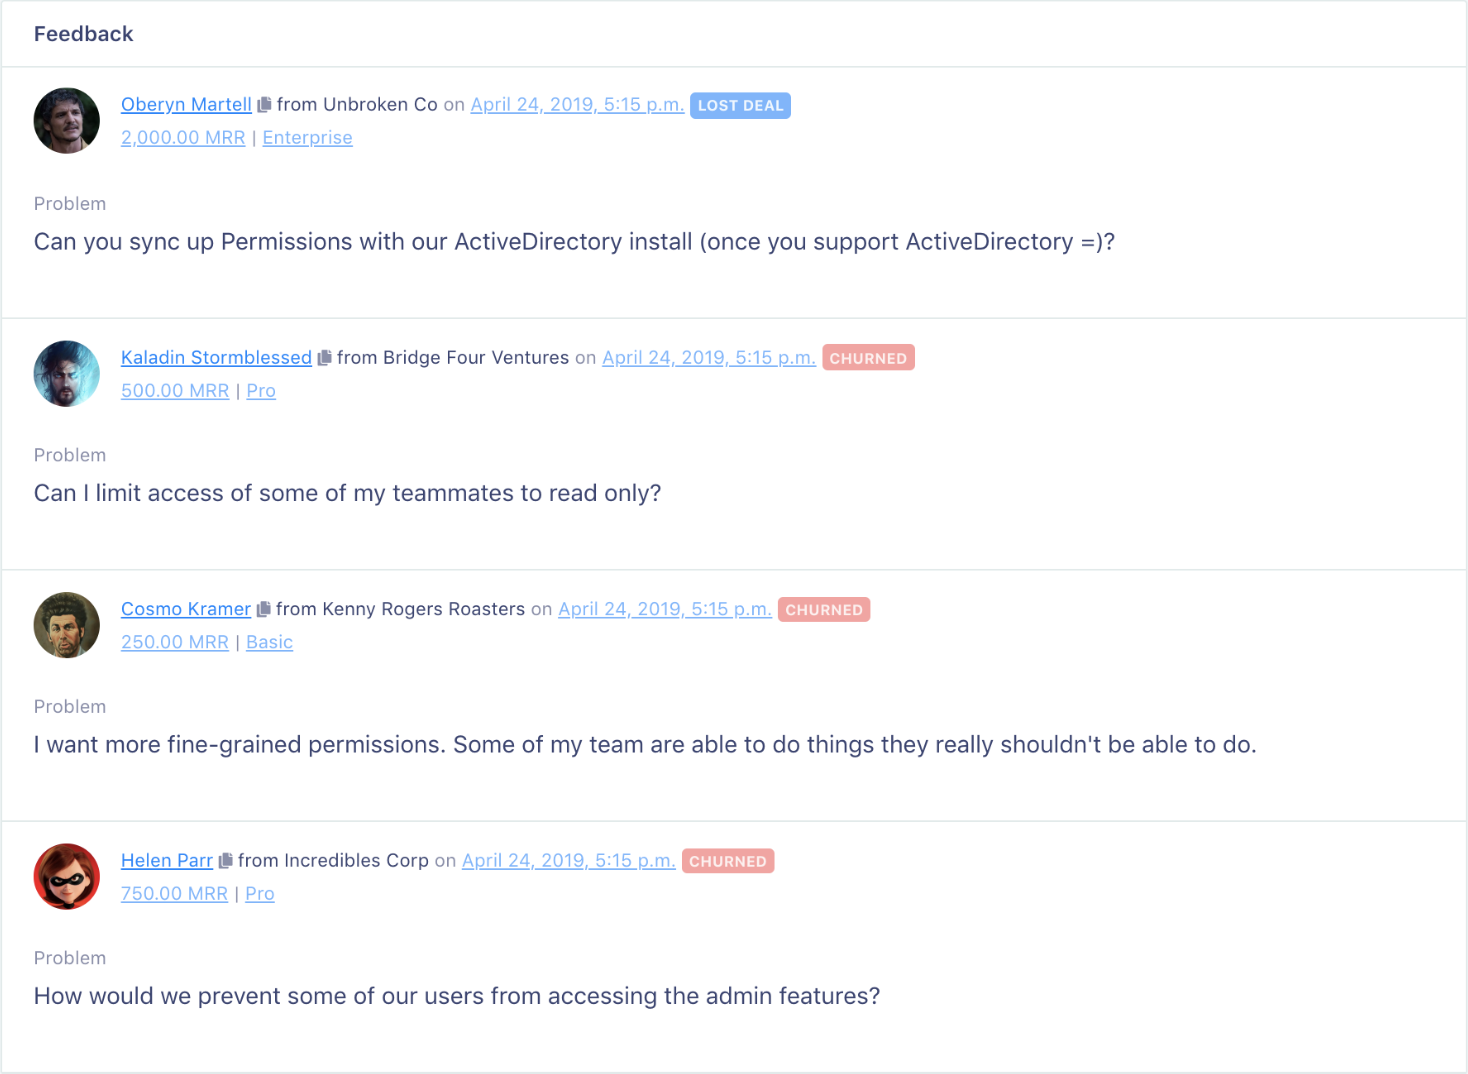 Feedback
Oberyn Martell from Unbroken Co on April 24, 2019, 5:15 p.m. LOST DEAL
2,000.00 MRR | Enterprise
Problem
Can you sync up Permissions with our ActiveDirectory install (once you support ActiveDirectory =)?
Kaladin Stormblessed from Bridge Four Ventures on April 24, 2019, 5:15 p.m. CHURNED
500.00 MRR | Pro
Problem
Can I limit access of some of my teammates to read only?
Cosmo Kramer from Kenny Rogers Roasters on April 24, 2019, 5:15 p.m. CHURNED
250.00 MRR | Basic
Problem
I want more fine-grained permissions. Some of my team are able to do things they really shouldn't be able to do.
Helen Parr from Incredibles Corp on April 24, 2019, 5:15 p.m. CHURNED
750.00 MRR | Pro
Problem
How would we prevent some of our users from accessing the admin features?